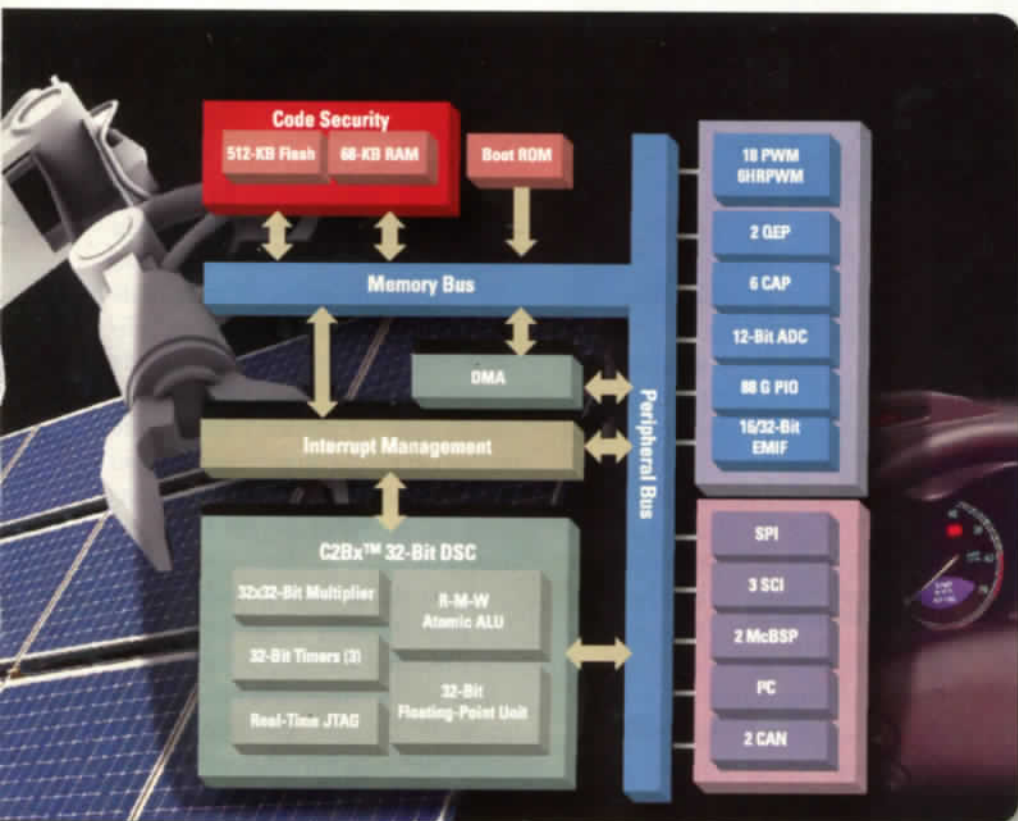 Code Security
512-KB Flash
68-KB RAM
Boot ROM
Memory Bus
DMA
Interrupt Management
Peripheral Bus
C28x™ 32-Bit DSC
32x32-Bit Multiplier
32-Bit Timers (3)
Real-Time JTAG
R-M-W
Atomic ALU
32-Bit
Floating-Point Unit
18 PWM
6HRPWM
2 QEP
6 CAP
12-Bit ADC
88 G PIO
16/32-Bit
EMIF
SPI
3 SCI
2 McBSP
I²C
2 CAN